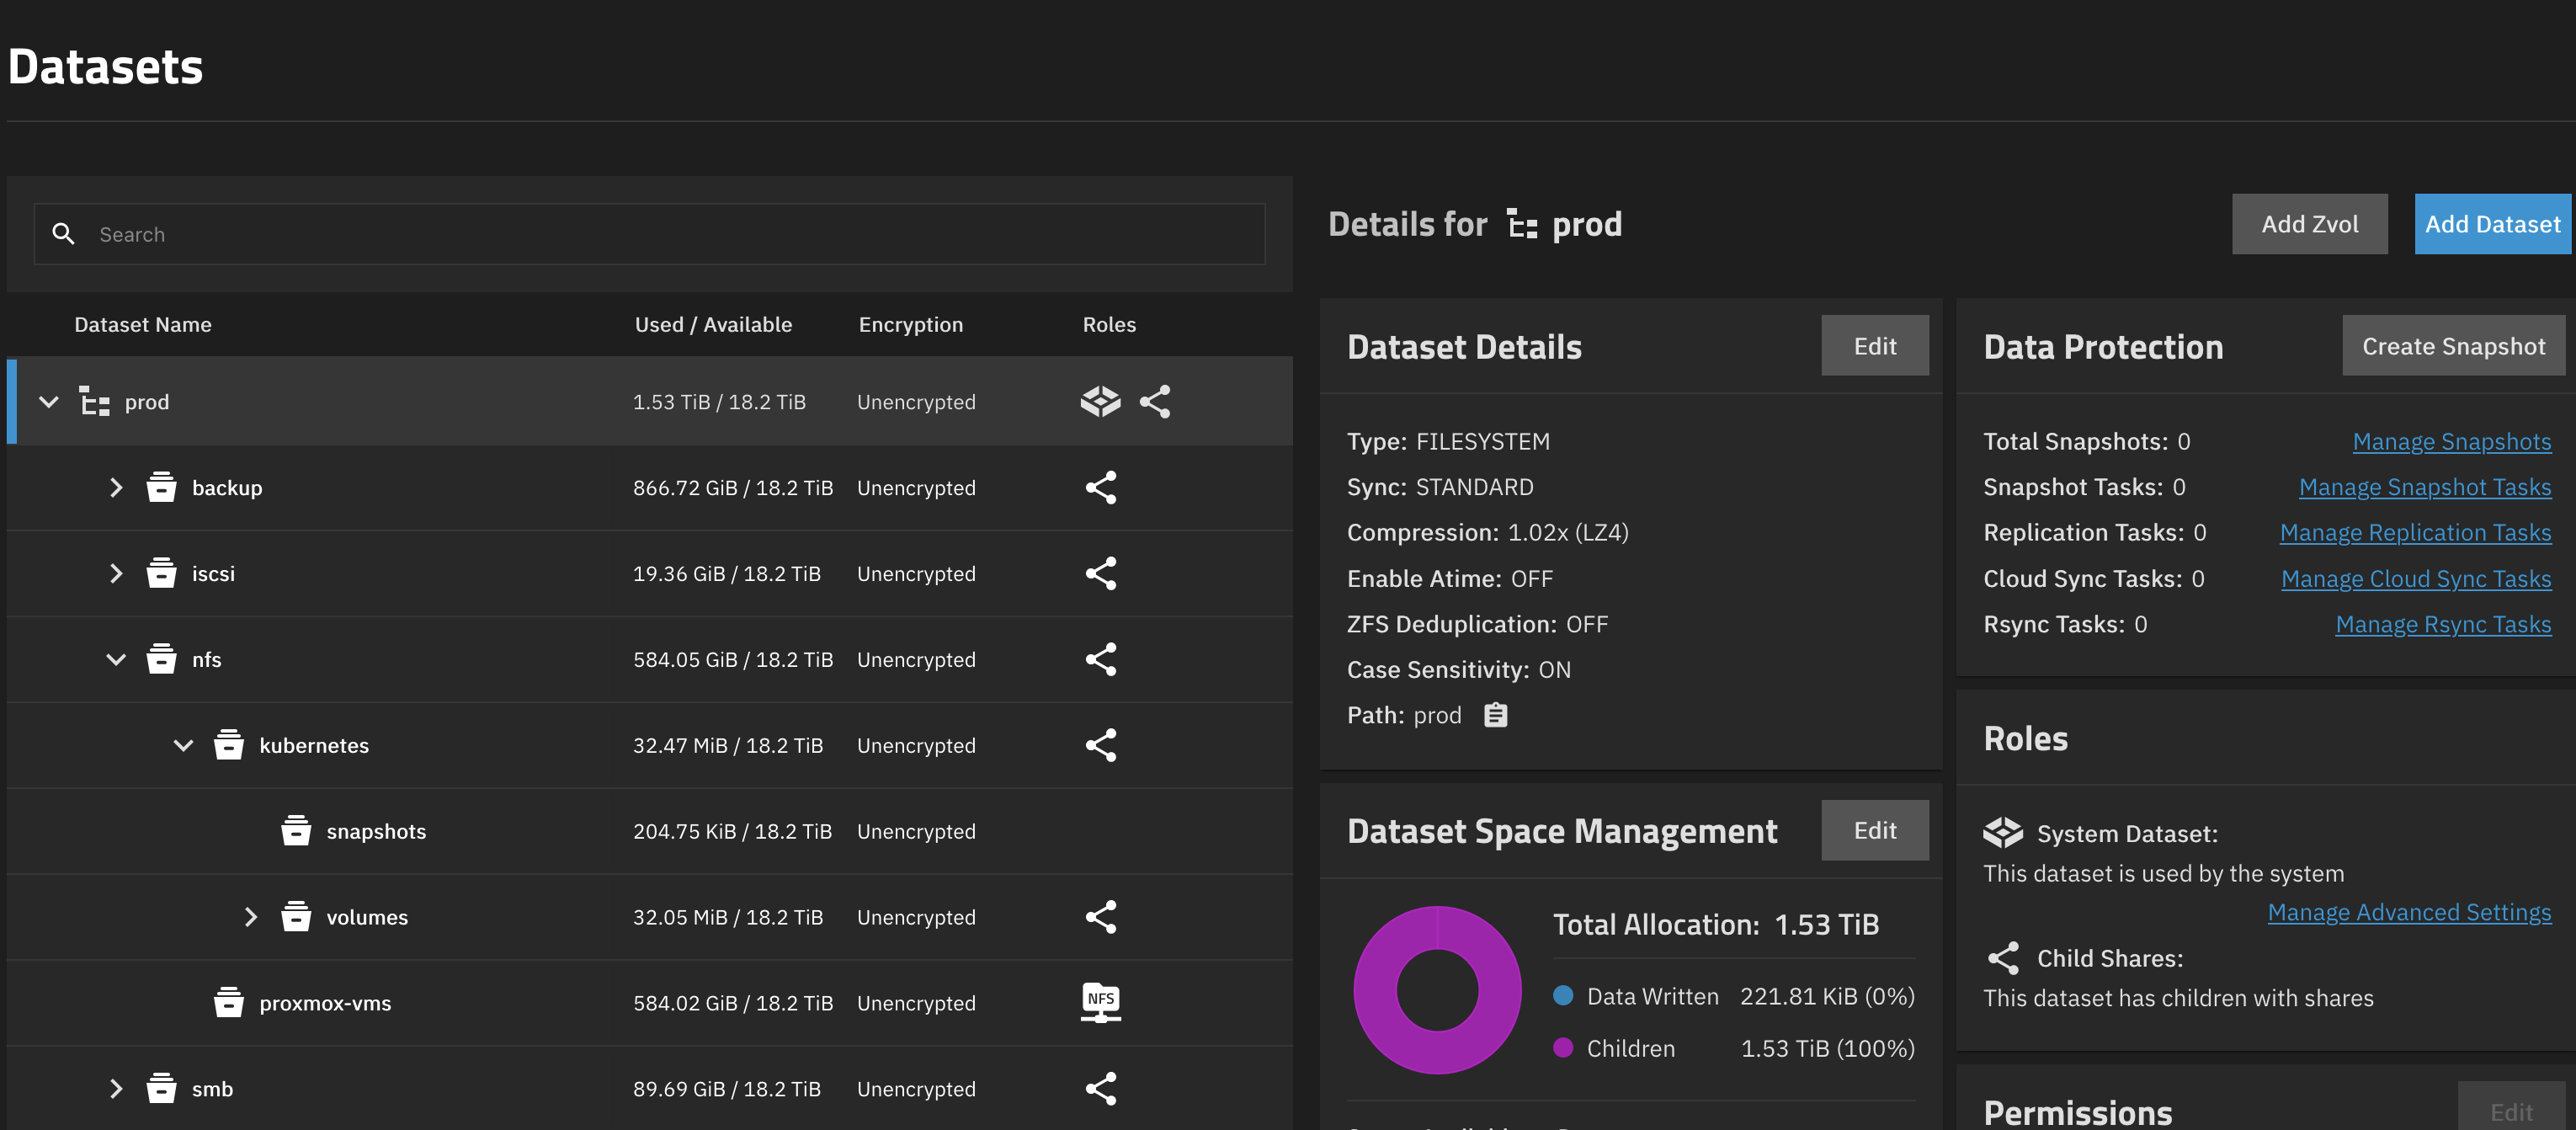 Datasets
Search
Dataset Name Used / Available Encryption Roles
prod 1.53 TiB / 18.2 TiB Unencrypted
backup 866.72 GiB / 18.2 TiB Unencrypted
iscsi 19.36 GiB / 18.2 TiB Unencrypted
nfs 584.05 GiB / 18.2 TiB Unencrypted
kubernetes 32.47 MiB / 18.2 TiB Unencrypted
snapshots 204.75 KiB / 18.2 TiB Unencrypted
volumes 32.05 MiB / 18.2 TiB Unencrypted
proxmox-vms 584.02 GiB / 18.2 TiB Unencrypted NFS
smb 89.69 GiB / 18.2 TiB Unencrypted
Details for prod
Add Zvol
Add Dataset
Dataset Details
Edit
Type: FILESYSTEM
Sync: STANDARD
Compression: 1.02x (LZ4)
Enable Atime: OFF
ZFS Deduplication: OFF
Case Sensitivity: ON
Path: prod
Dataset Space Management
Edit
Total Allocation: 1.53 TiB
Data Written 221.81 KiB (0%)
Children 1.53 TiB (100%)
Data Protection
Create Snapshot
Total Snapshots: 0 Manage Snapshots
Snapshot Tasks: 0 Manage Snapshot Tasks
Replication Tasks: 0 Manage Replication Tasks
Cloud Sync Tasks: 0 Manage Cloud Sync Tasks
Rsync Tasks: 0 Manage Rsync Tasks
Roles
System Dataset:
This dataset is used by the system
Manage Advanced Settings
Child Shares:
This dataset has children with shares
Permissions
Edit